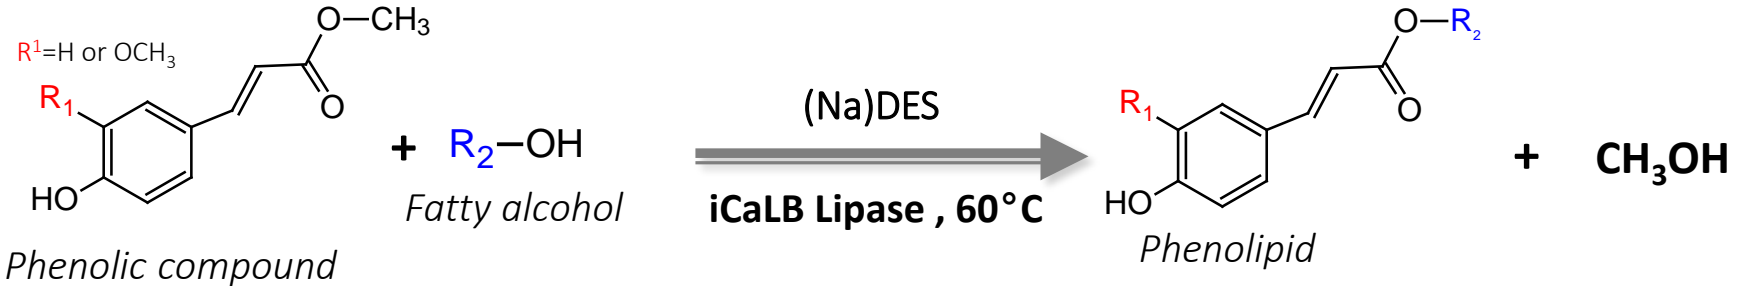 O–CH₃
R¹=H or OCH₃
R₁
O
HO
Phenolic compound
+
R₂–OH
Fatty alcohol
(Na)DES
iCaLB Lipase , 60°C
O–R₂
R₁
O
HO
Phenolipid
+
CH₃OH